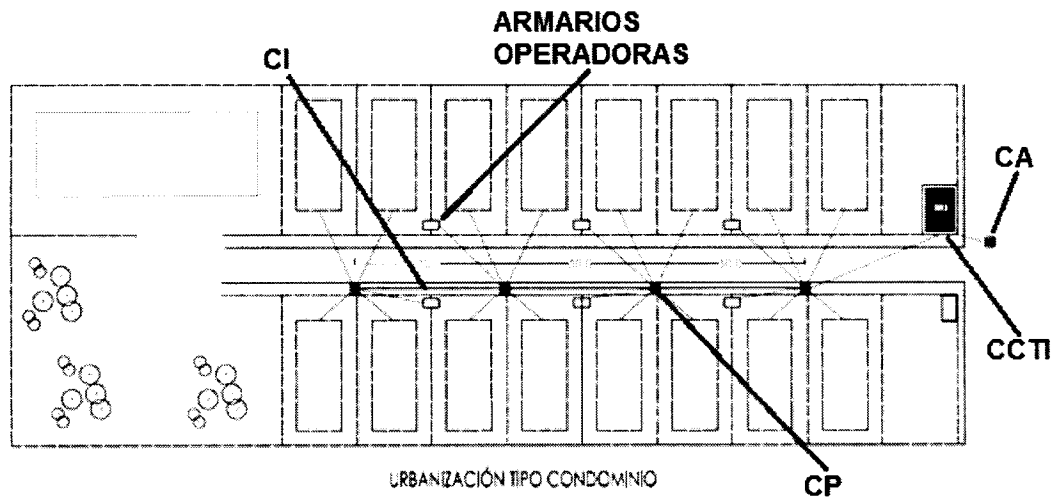 ARMARIOS
OPERADORAS
CI
CA
CCTI
CP
URBANIZACIÓN TIPO CONDOMINIO